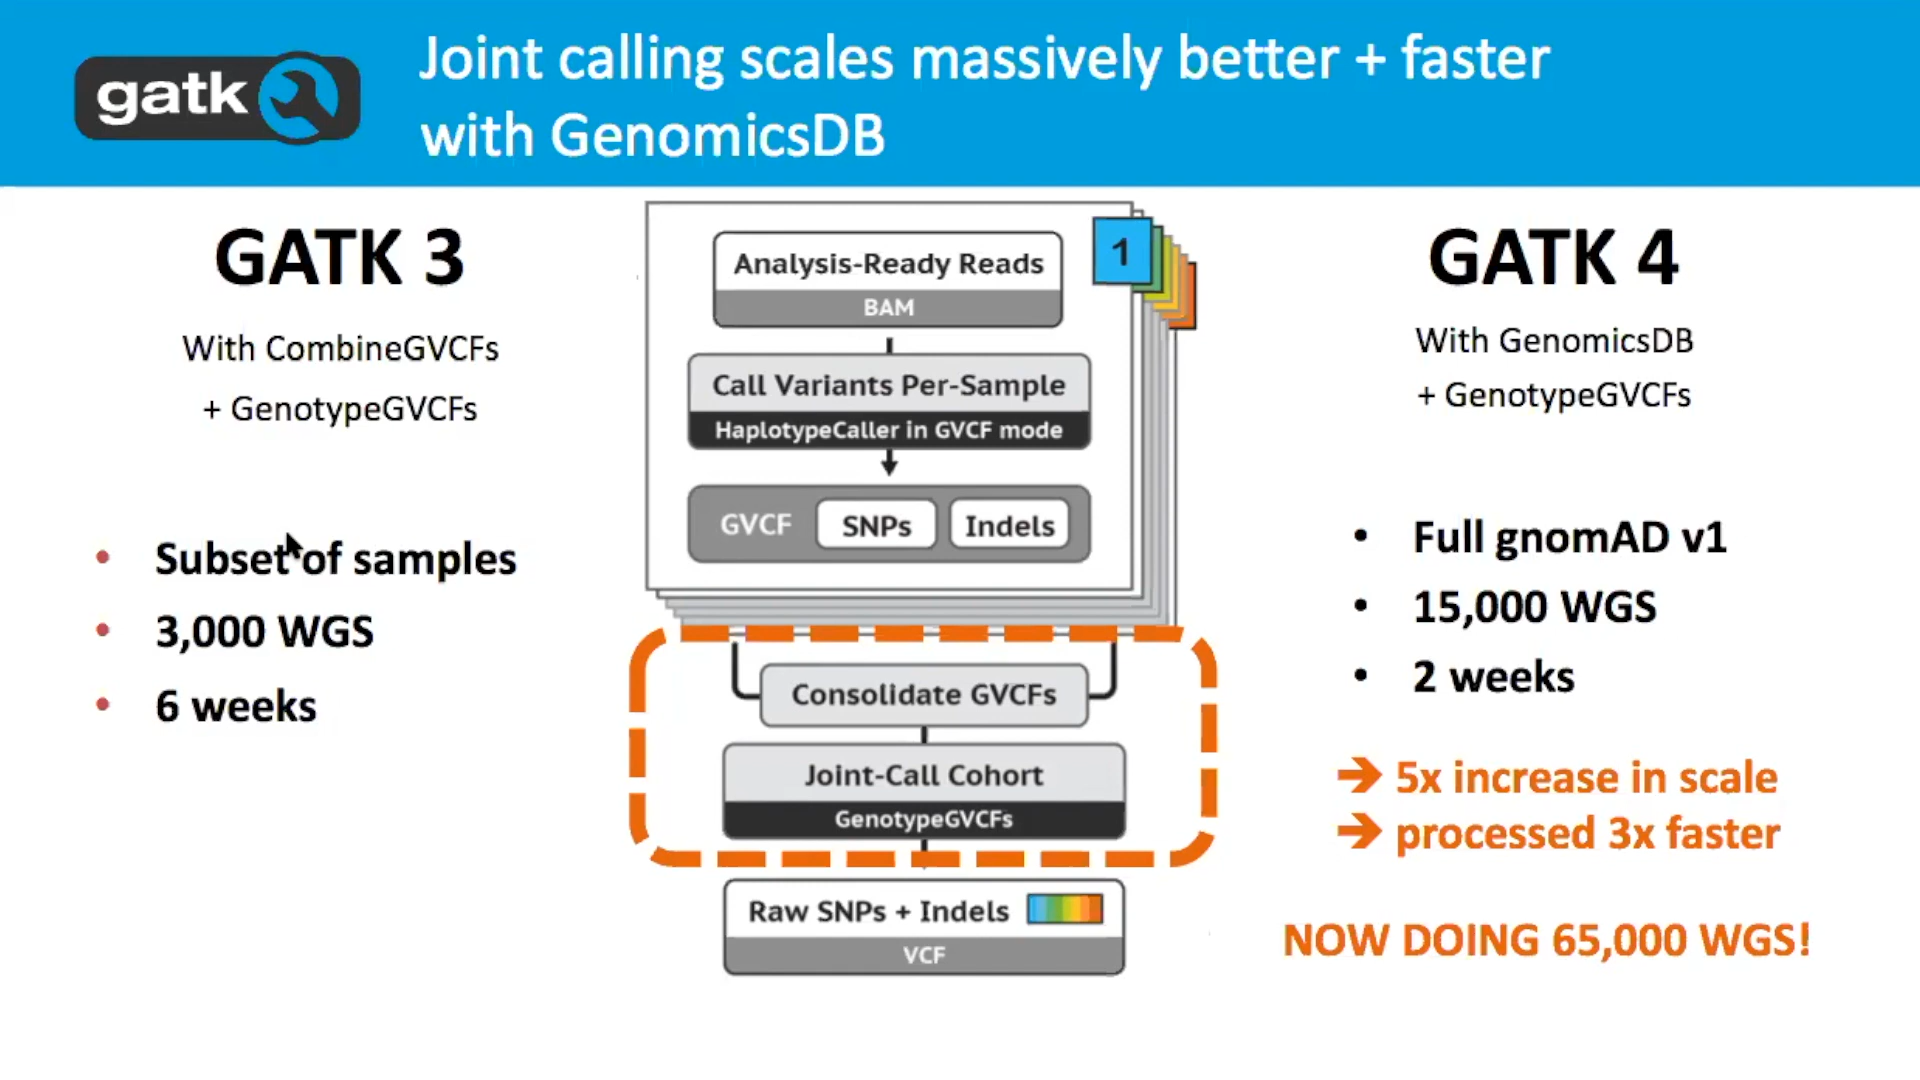 gatk
Joint calling scales massively better + faster
with GenomicsDB
GATK 3
With CombineGVCFs
+ GenotypeGVCFs
• Subset of samples
• 3,000 WGS
• 6 weeks
1
Analysis-Ready Reads
BAM
Call Variants Per-Sample
HaplotypeCaller in GVCF mode
GVCF SNPs Indels
Consolidate GVCFs
Joint-Call Cohort
GenotypeGVCFs
Raw SNPs + Indels
VCF
GATK 4
With GenomicsDB
+ GenotypeGVCFs
• Full gnomAD v1
• 15,000 WGS
• 2 weeks
➔ 5x increase in scale
➔ processed 3x faster
NOW DOING 65,000 WGS!